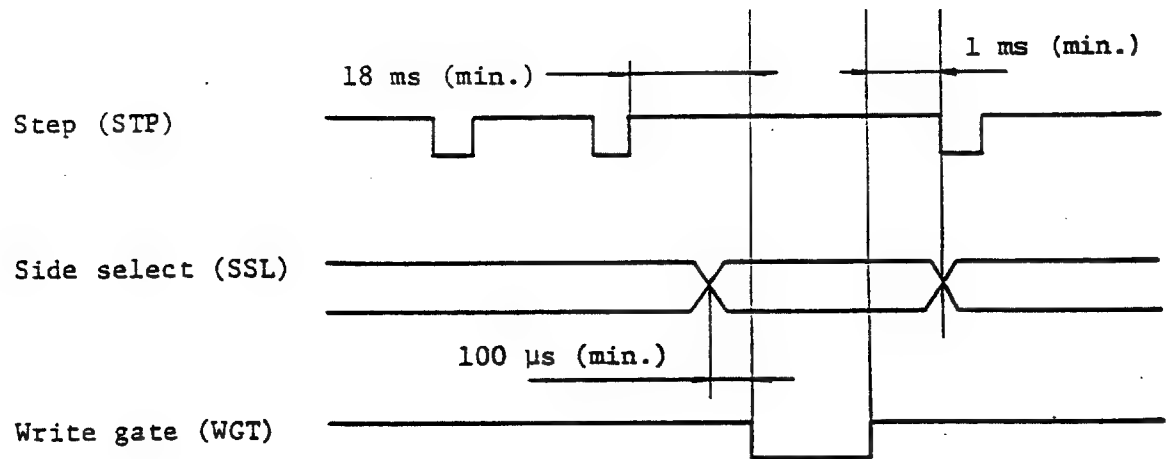 1 ms (min.)
18 ms (min.)
Step (STP)
Side select (SSL)
100 µs (min.)
Write gate (WGT)